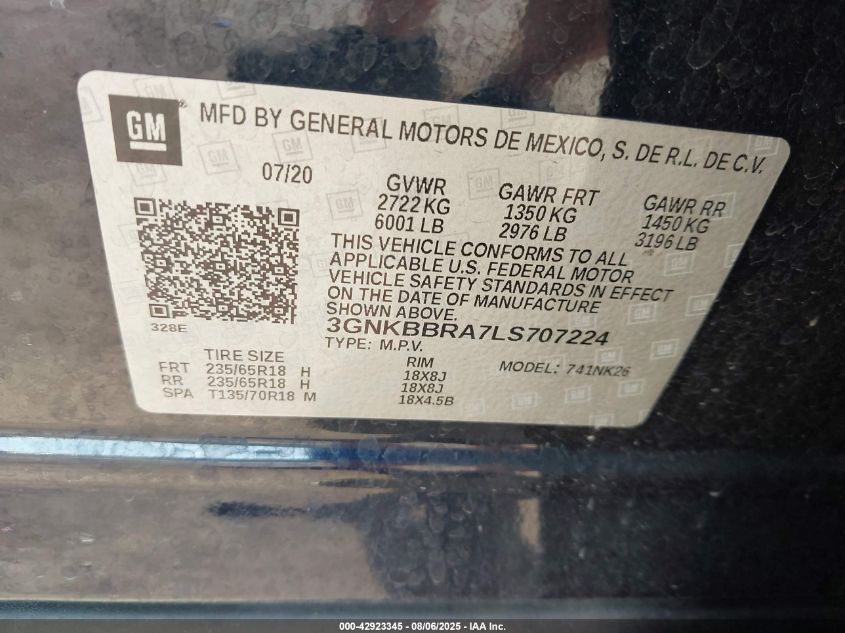 GM
MFD BY GENERAL MOTORS DE MEXICO, S. DE R.L. DE C.V.
07/20
GVWR GAWR FRT GAWR RR
2722 KG 1350 KG 1450 KG
6001 LB 2976 LB 3196 LB
THIS VEHICLE CONFORMS TO ALL
APPLICABLE U.S. FEDERAL MOTOR
VEHICLE SAFETY STANDARDS IN EFFECT
ON THE DATE OF MANUFACTURE
SHOWN ABOVE.
328E
3GNKBBRA7LS707224
TYPE: M.P.V. MODEL: 741NK26
TIRE SIZE RIM
FRT 235/65R18 H 18X8J
RR 235/65R18 H 18X8J
SPA T135/70R18 M 18X4.5B
000-42923345 - 08/06/2025 - IAA Inc.